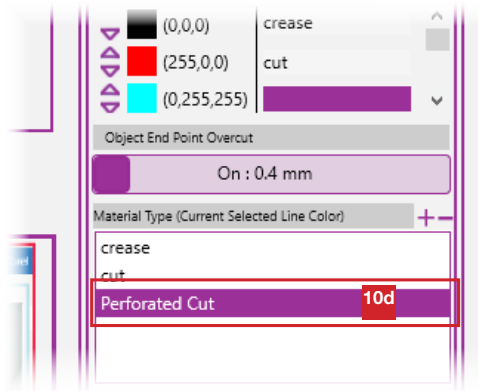 (0,0,0) crease
(255,0,0) cut
(0,255,255)
Object End Point Overcut
On : 0.4 mm
Material Type (Current Selected Line Color)
crease
cut
Perforated Cut 10d